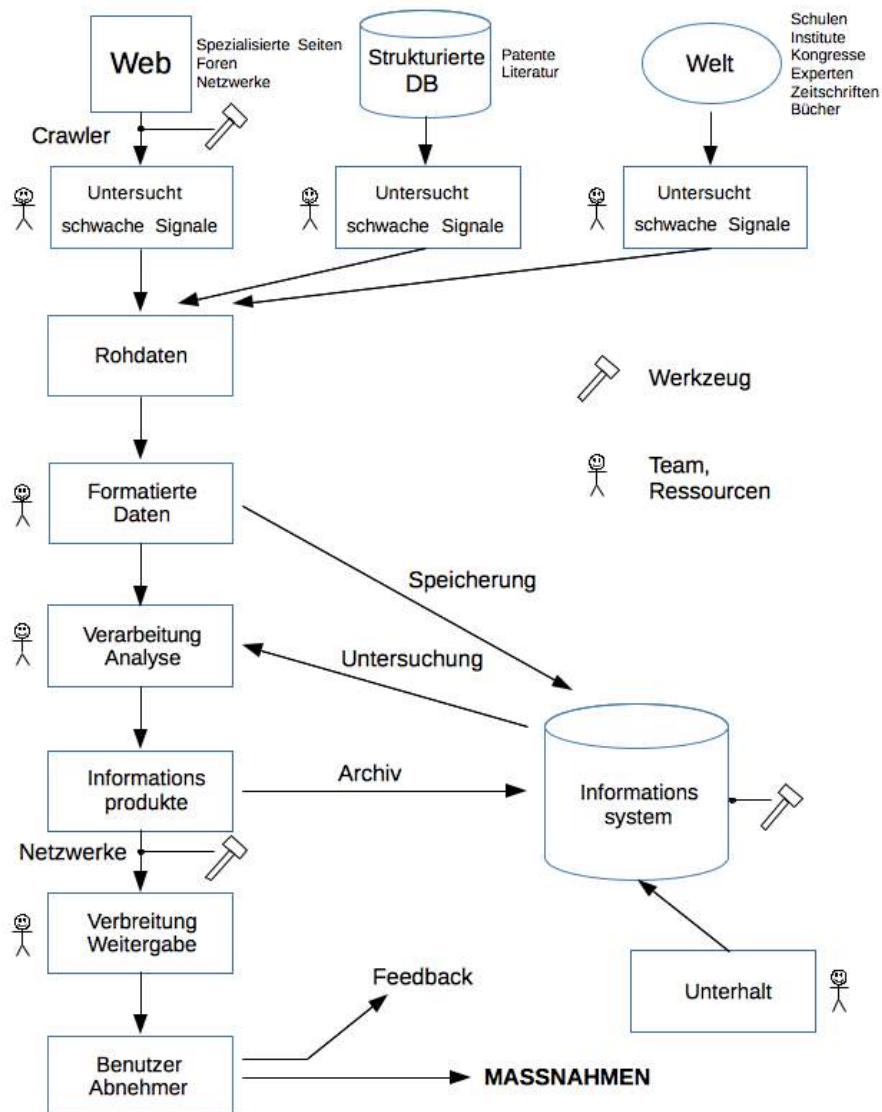 Web
Spezialisierte Seiten
Foren
Netzwerke
Strukturierte
DB
Patente
Literatur
Welt
Schulen
Institute
Kongresse
Experten
Zeitschriften
Bücher
Crawler
Untersucht
schwache Signale
Untersucht
schwache Signale
Untersucht
schwache Signale
Rohdaten
Werkzeug
Formatierte
Daten
Team,
Ressourcen
Speicherung
Verarbeitung
Analyse
Untersuchung
Informations
produkte
Archiv
Informations
system
Netzwerke
Verbreitung
Weitergabe
Feedback
Unterhalt
Benutzer
Abnehmer
MASSNAHMEN